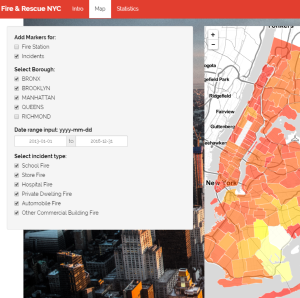 Fire & Rescue NYC Intro Map Statistics
Add Markers for:
Fire Station
Incidents
Select Borough:
BRONX
BROOKLYN
MANHATTAN
QUEENS
RICHMOND
Date range input: yyyy-mm-dd
2013-01-01 to 2016-12-31
Select incident type:
School Fire
Store Fire
Hospital Fire
Private Dwelling Fire
Automobile Fire
Other Commercial Building Fire
+
-
Yonkers
Ridgefield Park
Ridgefield
Fairview
Guttenberg
New York